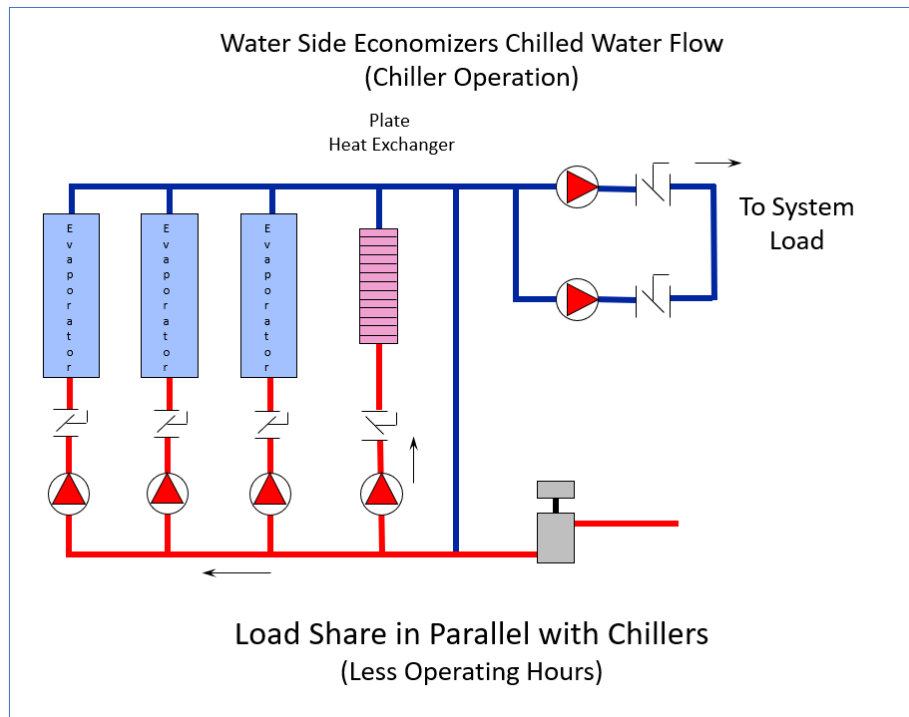 Water Side Economizers Chilled Water Flow
(Chiller Operation)
Plate
Heat Exchanger
To System
Load
Evaporator
Evaporator
Evaporator
Load Share in Parallel with Chillers
(Less Operating Hours)